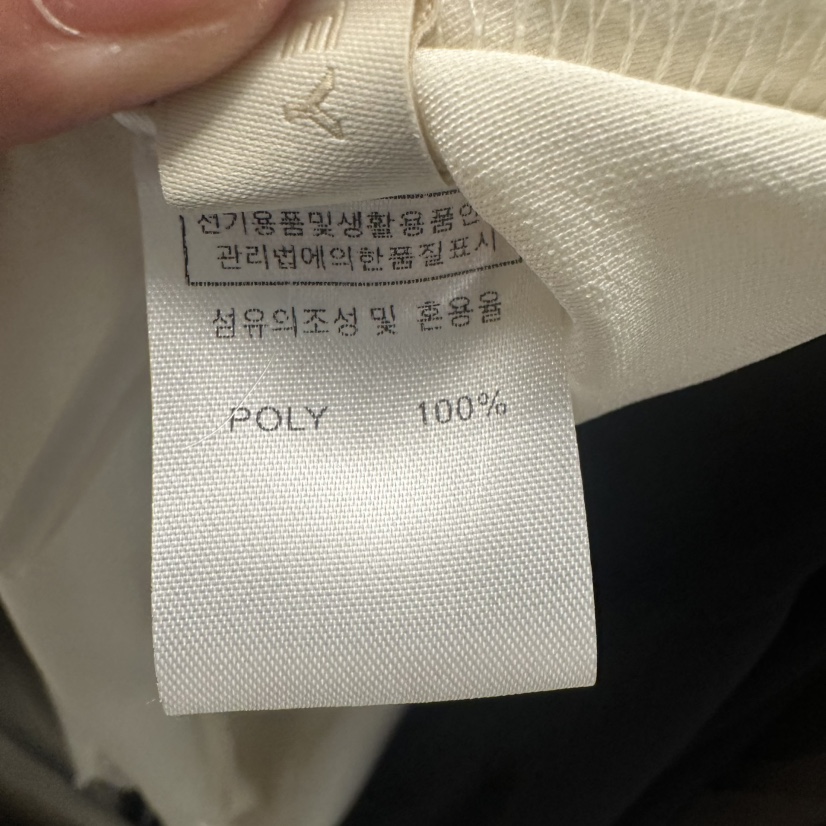 전기용품및생활용품안
관리법에의한품질표시
섬유의조성 및 혼용율
POLY 100%